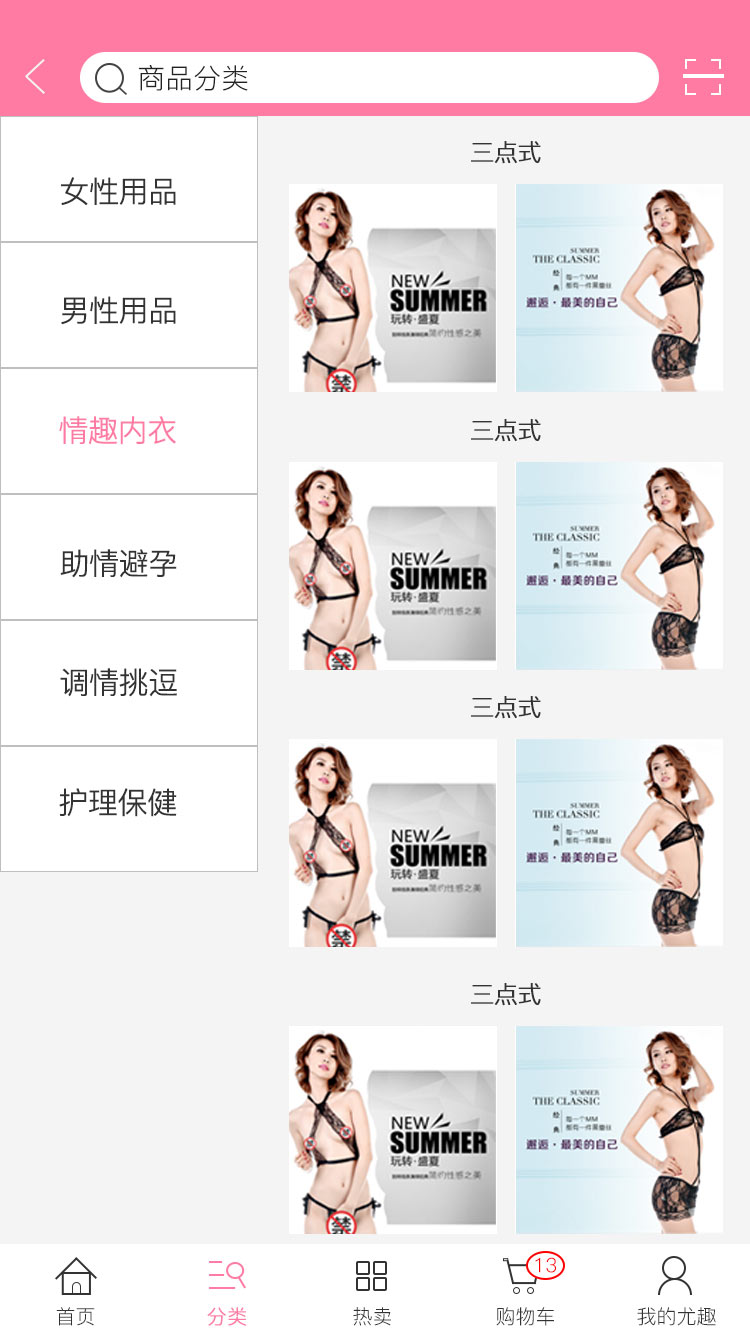 商品分类
女性用品
男性用品
情趣内衣
助情避孕
调情挑逗
护理保健
三点式
NEW
SUMMER
玩转·盛夏
简约性感之美
禁
SUMMER
THE CLASSIC
经典
每一个MM
都有一件黑蕾丝
邂逅·最美的自己
三点式
NEW
SUMMER
玩转·盛夏
简约性感之美
禁
SUMMER
THE CLASSIC
经典
每一个MM
都有一件黑蕾丝
邂逅·最美的自己
三点式
NEW
SUMMER
玩转·盛夏
简约性感之美
禁
SUMMER
THE CLASSIC
经典
每一个MM
都有一件黑蕾丝
邂逅·最美的自己
三点式
NEW
SUMMER
玩转·盛夏
简约性感之美
禁
SUMMER
THE CLASSIC
经典
每一个MM
都有一件黑蕾丝
邂逅·最美的自己
首页
分类
热卖
13
购物车
我的尤趣